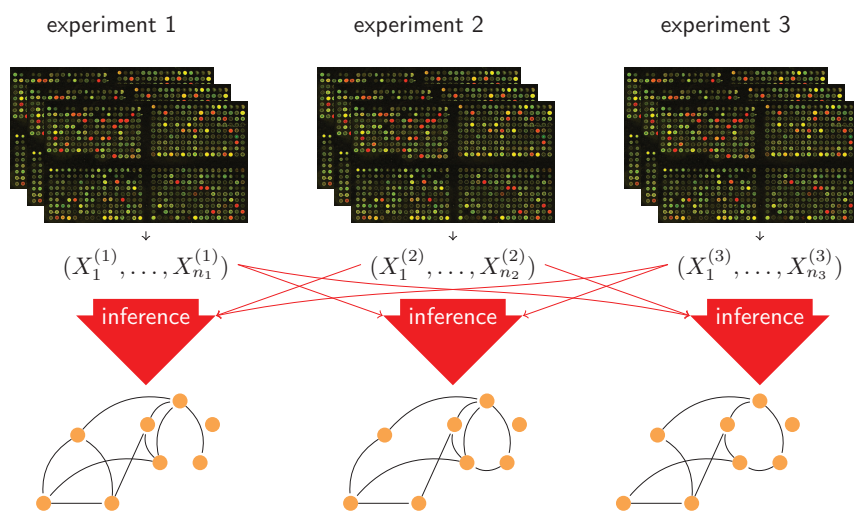 experiment 1 experiment 2 experiment 3
(X_1^{(1)}, ..., X_{n_1}^{(1)}) (X_1^{(2)}, ..., X_{n_2}^{(2)}) (X_1^{(3)}, ..., X_{n_3}^{(3)})
inference inference inference